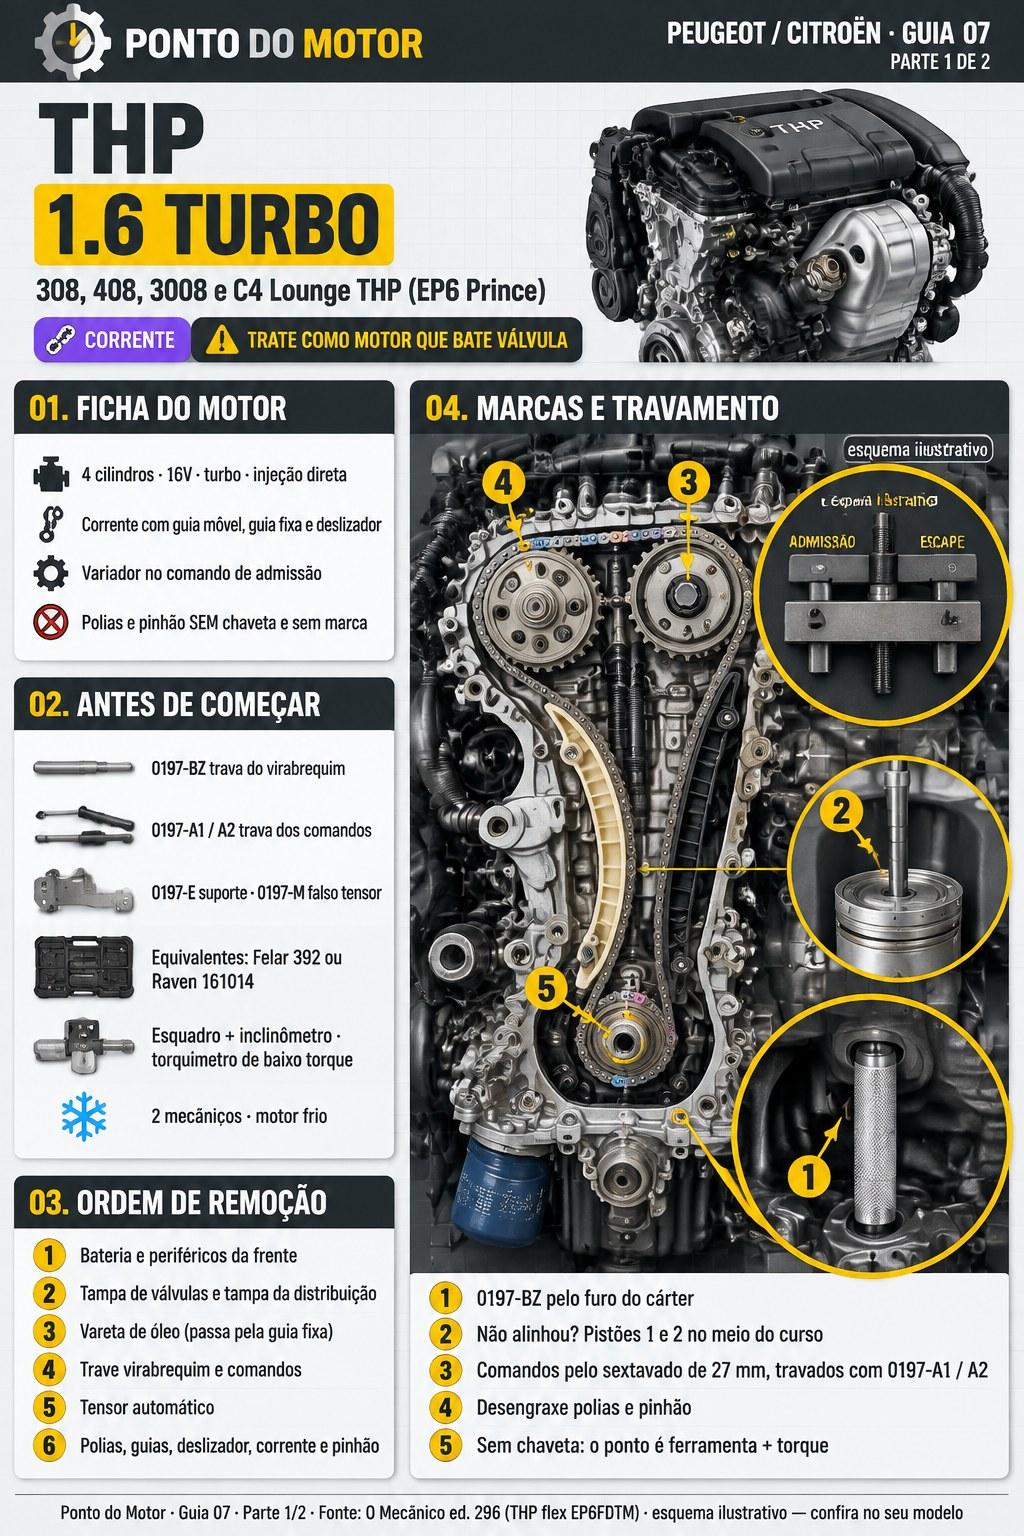 PONTO DO MOTOR
PEUGEOT / CITROËN · GUIA 07
PARTE 1 DE 2
THP
1.6 TURBO
308, 408, 3008 e C4 Lounge THP (EP6 Prince)
CORRENTE
TRATE COMO MOTOR QUE BATE VÁLVULA
THP
01. FICHA DO MOTOR
4 cilindros · 16V · turbo · injeção direta
Corrente com guia móvel, guia fixa e deslizador
Variador no comando de admissão
Polias e pinhão SEM chaveta e sem marca
02. ANTES DE COMEÇAR
0197-BZ trava do virabrequim
0197-A1 / A2 trava dos comandos
0197-E suporte · 0197-M falso tensor
Equivalentes: Felar 392 ou
Raven 161014
Esquadro + inclinômetro ·
torquimetro de baixo torque
2 mecãniços · motor frio
03. ORDEM DE REMOÇÃO
1 Bateria e periféricos da frente
2 Tampa de válvulas e tampa da distribuição
3 Vareta de óleo (passa pela guia fixa)
4 Trave virabrequim e comandos
5 Tensor automático
6 Polias, guias, deslizador, corrente e pinhão
04. MARCAS E TRAVAMENTO
esquema iiustrativo
4
3
ADMISSÃO
ESCAPE
2
5
1
1 0197-BZ pelo furo do cárter
2 Não alinhou? Pistões 1 e 2 no meio do curso
3 Comandos pelo sextavado de 27 mm, travados com 0197-A1 / A2
4 Desengraxe polias e pinhão
5 Sem chaveta: o ponto é ferramenta + torque
Ponto do Motor · Guia 07 · Parte 1/2 · Fonte: O Mecãnico ed. 296 (THP flex EP6FDTM) · esquema ilustrativo — confira no seu modelo